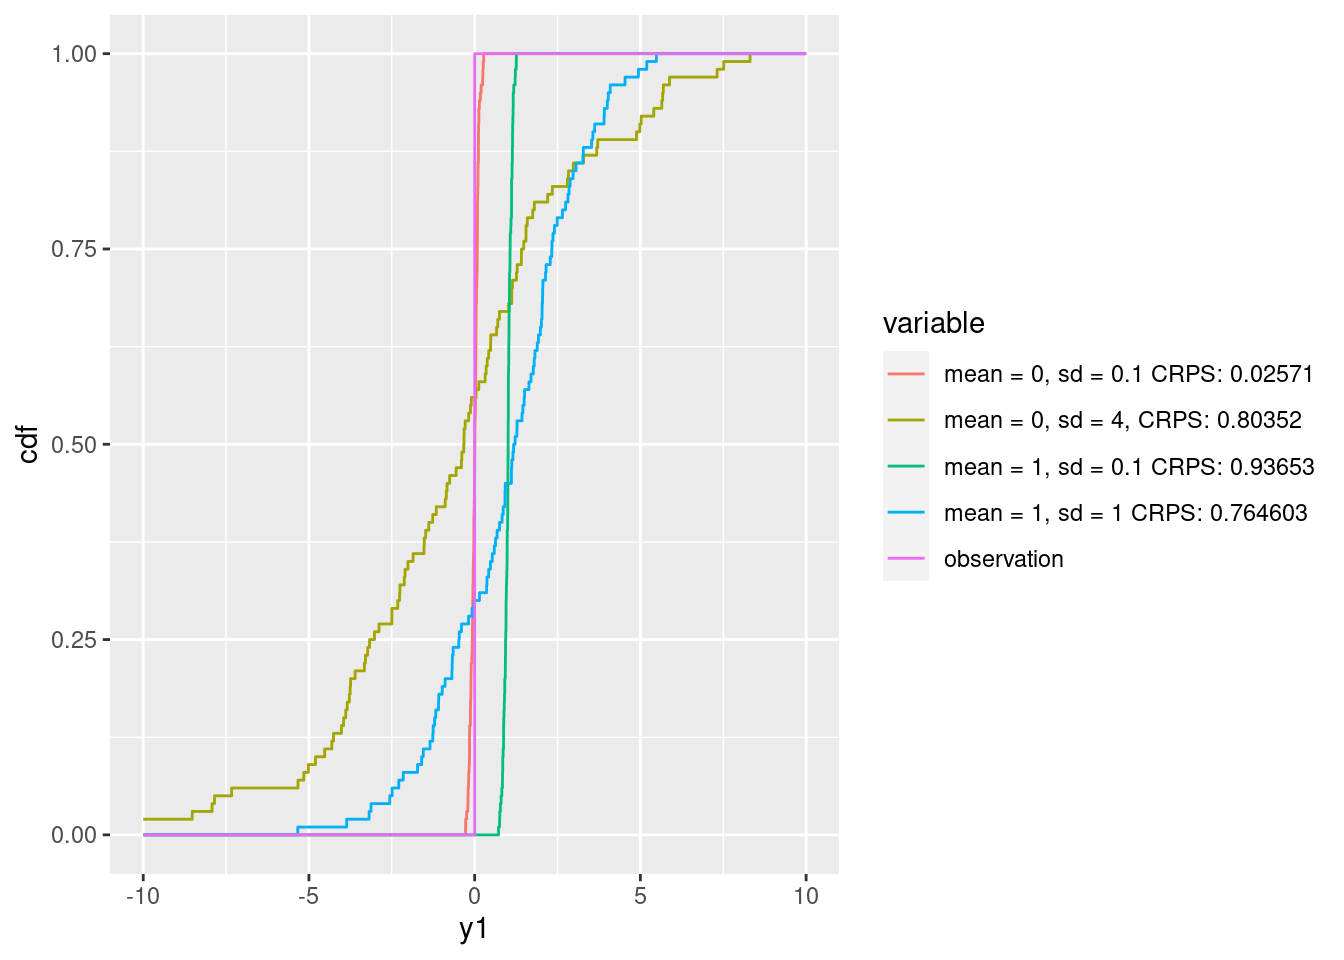 1.00
0.75
0.50
0.25
0.00
cdf
-10 -5 0 5 10
y1
variable
mean = 0, sd = 0.1 CRPS: 0.02571
mean = 0, sd = 4, CRPS: 0.80352
mean = 1, sd = 0.1 CRPS: 0.93653
mean = 1, sd = 1 CRPS: 0.764603
observation